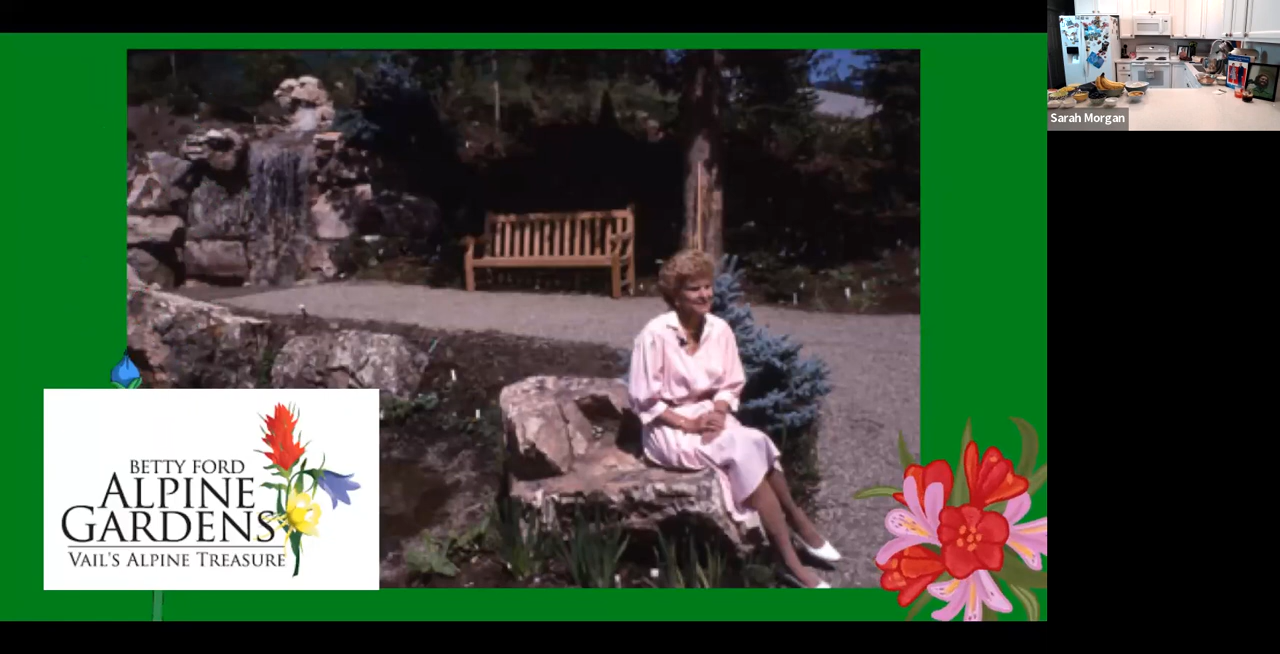 Sarah Morgan
BETTY FORD
ALPINE
GARDENS
VAIL'S ALPINE TREASURE